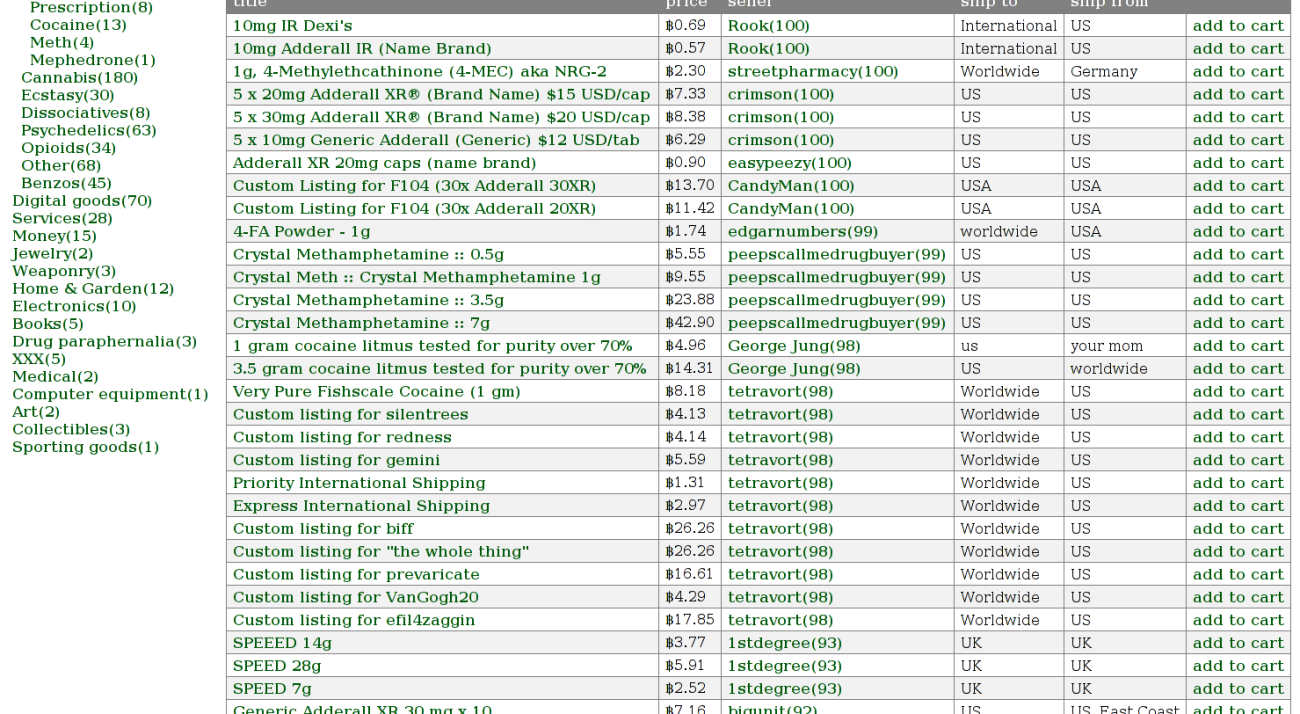 Prescription(8)
Cocaine(13)
Meth(4)
Mephedrone(1)
Cannabis(180)
Ecstasy(30)
Dissociatives(8)
Psychedelics(63)
Opioids(34)
Other(68)
Benzos(45)
Digital goods(70)
Services(28)
Money(15)
Jewelry(2)
Weaponry(3)
Home & Garden(12)
Electronics(10)
Books(5)
Drug paraphernalia(3)
XXX(5)
Medical(2)
Computer equipment(1)
Art(2)
Collectibles(3)
Sporting goods(1)
title price seller ship to ship from
10mg IR Dexi's ฿0.69 Rook(100) International US add to cart
10mg Adderall IR (Name Brand) ฿0.57 Rook(100) International US add to cart
1g, 4-Methylethcathinone (4-MEC) aka NRG-2 ฿2.30 streetpharmacy(100) Worldwide Germany add to cart
5 x 20mg Adderall XR® (Brand Name) $15 USD/cap ฿7.33 crimson(100) US US add to cart
5 x 30mg Adderall XR® (Brand Name) $20 USD/cap ฿8.38 crimson(100) US US add to cart
5 x 10mg Generic Adderall (Generic) $12 USD/tab ฿6.29 crimson(100) US US add to cart
Adderall XR 20mg caps (name brand) ฿0.90 easypeezy(100) US US add to cart
Custom Listing for F104 (30x Adderall 30XR) ฿13.70 CandyMan(100) USA USA add to cart
Custom Listing for F104 (30x Adderall 20XR) ฿11.42 CandyMan(100) USA USA add to cart
4-FA Powder - 1g ฿1.74 edgarnumbers(99) worldwide USA add to cart
Crystal Methamphetamine :: 0.5g ฿5.55 peepscallmedrugbuyer(99) US US add to cart
Crystal Meth :: Crystal Methamphetamine 1g ฿9.55 peepscallmedrugbuyer(99) US US add to cart
Crystal Methamphetamine :: 3.5g ฿23.88 peepscallmedrugbuyer(99) US US add to cart
Crystal Methamphetamine :: 7g ฿42.90 peepscallmedrugbuyer(99) US US add to cart
1 gram cocaine litmus tested for purity over 70% ฿4.96 George Jung(98) us your mom add to cart
3.5 gram cocaine litmus tested for purity over 70% ฿14.31 George Jung(98) US worldwide add to cart
Very Pure Fishscale Cocaine (1 gm) ฿8.18 tetravort(98) Worldwide US add to cart
Custom listing for silentrees ฿4.13 tetravort(98) Worldwide US add to cart
Custom listing for redness ฿4.14 tetravort(98) Worldwide US add to cart
Custom listing for gemini ฿5.59 tetravort(98) Worldwide US add to cart
Priority International Shipping ฿1.31 tetravort(98) Worldwide US add to cart
Express International Shipping ฿2.97 tetravort(98) Worldwide US add to cart
Custom listing for biff ฿26.26 tetravort(98) Worldwide US add to cart
Custom listing for "the whole thing" ฿26.26 tetravort(98) Worldwide US add to cart
Custom listing for prevaricate ฿16.61 tetravort(98) Worldwide US add to cart
Custom listing for VanGogh20 ฿4.29 tetravort(98) Worldwide US add to cart
Custom listing for efil4zaggin ฿17.85 tetravort(98) Worldwide US add to cart
SPEEED 14g ฿3.77 1stdegree(93) UK UK add to cart
SPEED 28g ฿5.91 1stdegree(93) UK UK add to cart
SPEED 7g ฿2.52 1stdegree(93) UK UK add to cart
Generic Adderall XR 30 mg x 10 ฿7.16 bigunit(92) US US East Coast add to cart